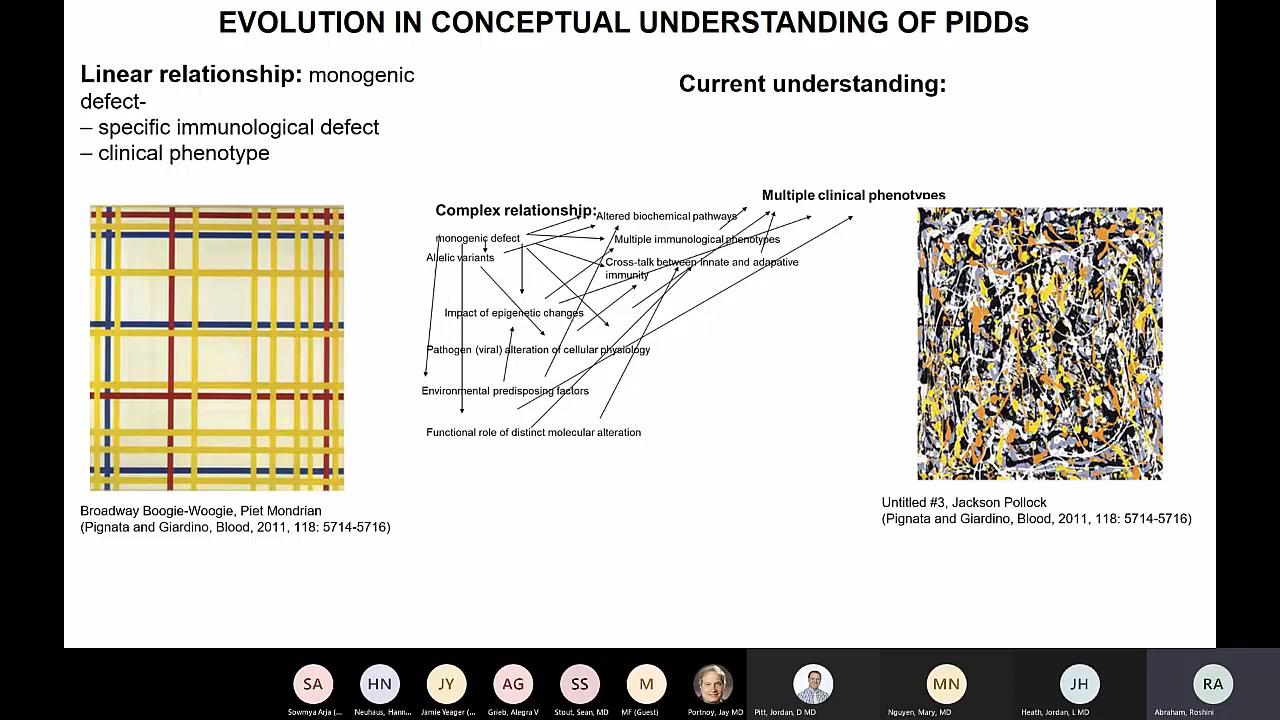 EVOLUTION IN CONCEPTUAL UNDERSTANDING OF PIDDs
Linear relationship: monogenic
defect-
– specific immunological defect
– clinical phenotype
Current understanding:
Multiple clinical phenotypes
Complex relationship:
Altered biochemical pathways
monogenic defect
Multiple immunological phenotypes
Allelic variants
Cross-talk between innate and adaptive
immunity
Impact of epigenetic changes
Pathogen (viral) alteration of cellular physiology
Environmental predisposing factors
Functional role of distinct molecular alteration
Broadway Boogie-Woogie, Piet Mondrian
(Pignata and Giardino, Blood, 2011, 118: 5714-5716)
Untitled #3, Jackson Pollock
(Pignata and Giardino, Blood, 2011, 118: 5714-5716)
SA
HN
JY
AG
SS
M
MN
JH
RA
Sowmya Arja (...
Neuhaus, Hann...
Jamie Yeager (...
Grieb, Alegra V
Stout, Sean, MD
MF (Guest)
Portnoy, Jay MD
Pitt, Jordan, D MD
Nguyen, Mary, MD
Heath, Jordan, L MD
Abraham, Roshini